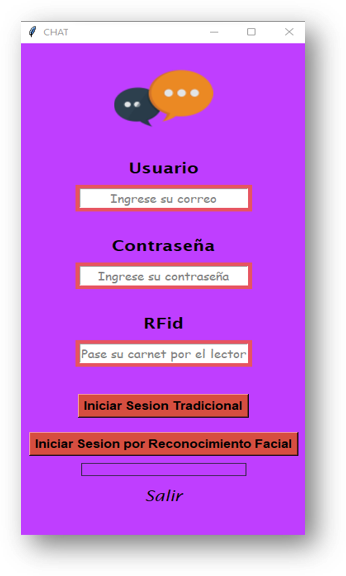 CHAT
Usuario
Ingrese su correo
Contraseña
Ingrese su contraseña
RFid
Pase su carnet por el lector
Iniciar Sesion Tradicional
Iniciar Sesion por Reconocimiento Facial
Salir